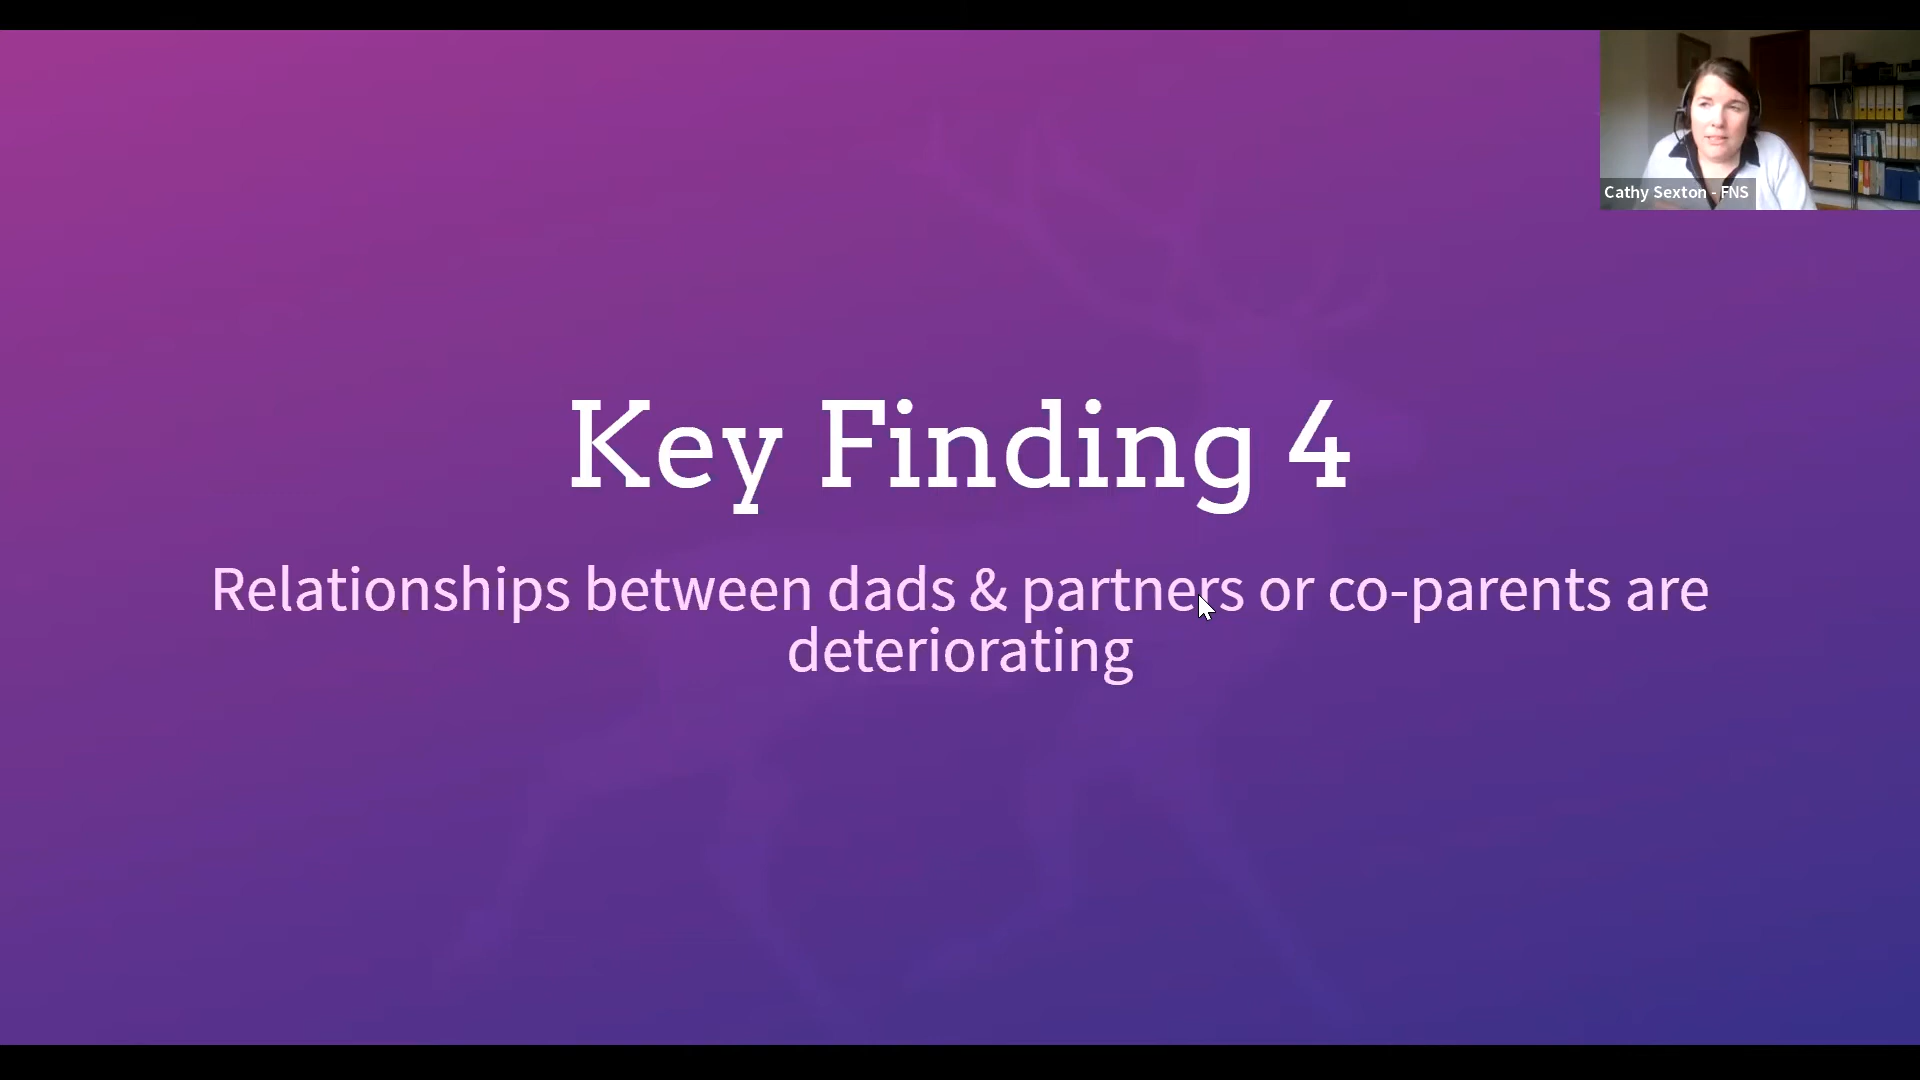 Cathy Sexton - FNS
Key Finding 4
Relationships between dads & partners or co-parents are
deteriorating